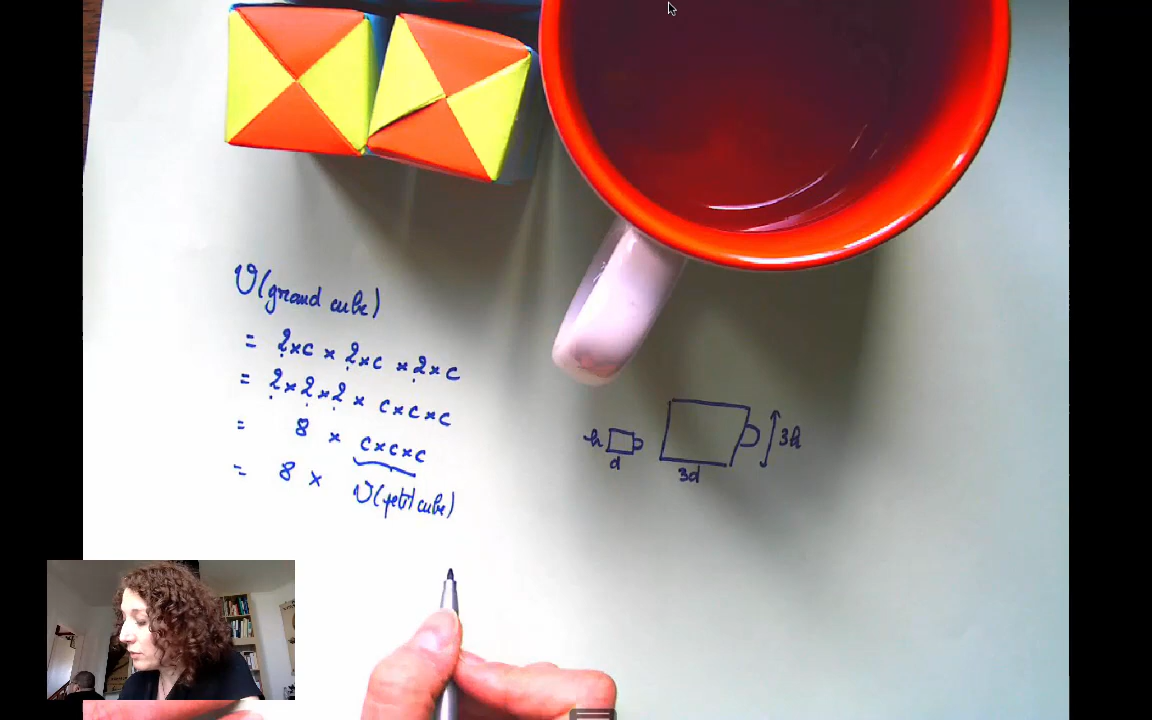 V(grand cube)
= 2×c × 2×c × 2×c
= 2×2×2 × c×c×c
= 8 × c×c×c
= 8 × V(petit cube)
h
d
3d
3h